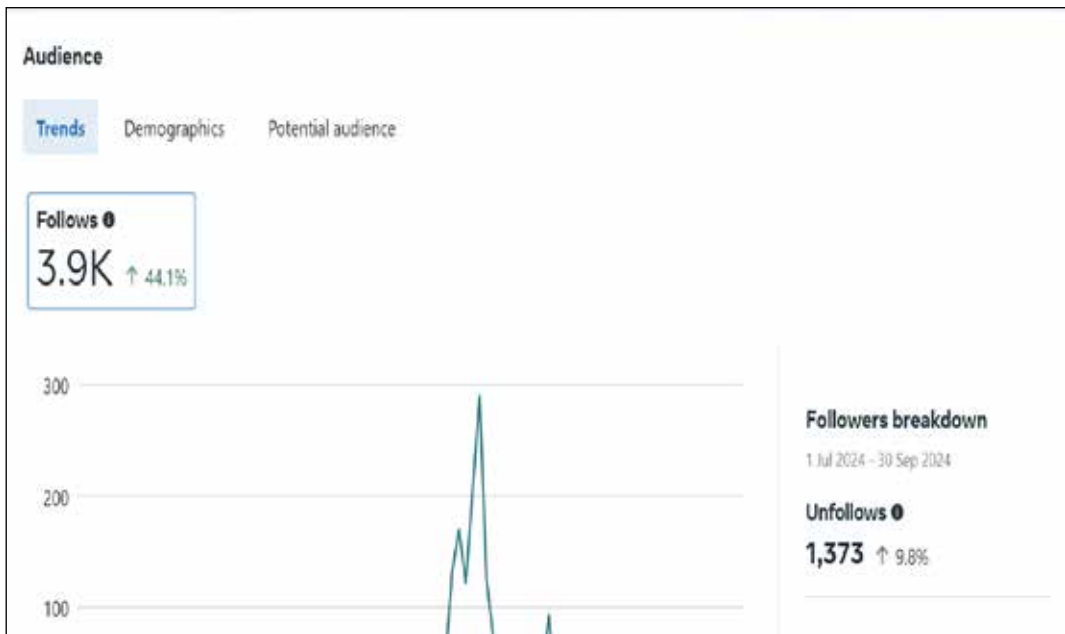 Audience
Trends Demographics Potential audience
Follows
3.9K ↑ 44.1%
300
200
100
Followers breakdown
1 Jul 2024 - 30 Sep 2024
Unfollows
1,373 ↑ 9.8%